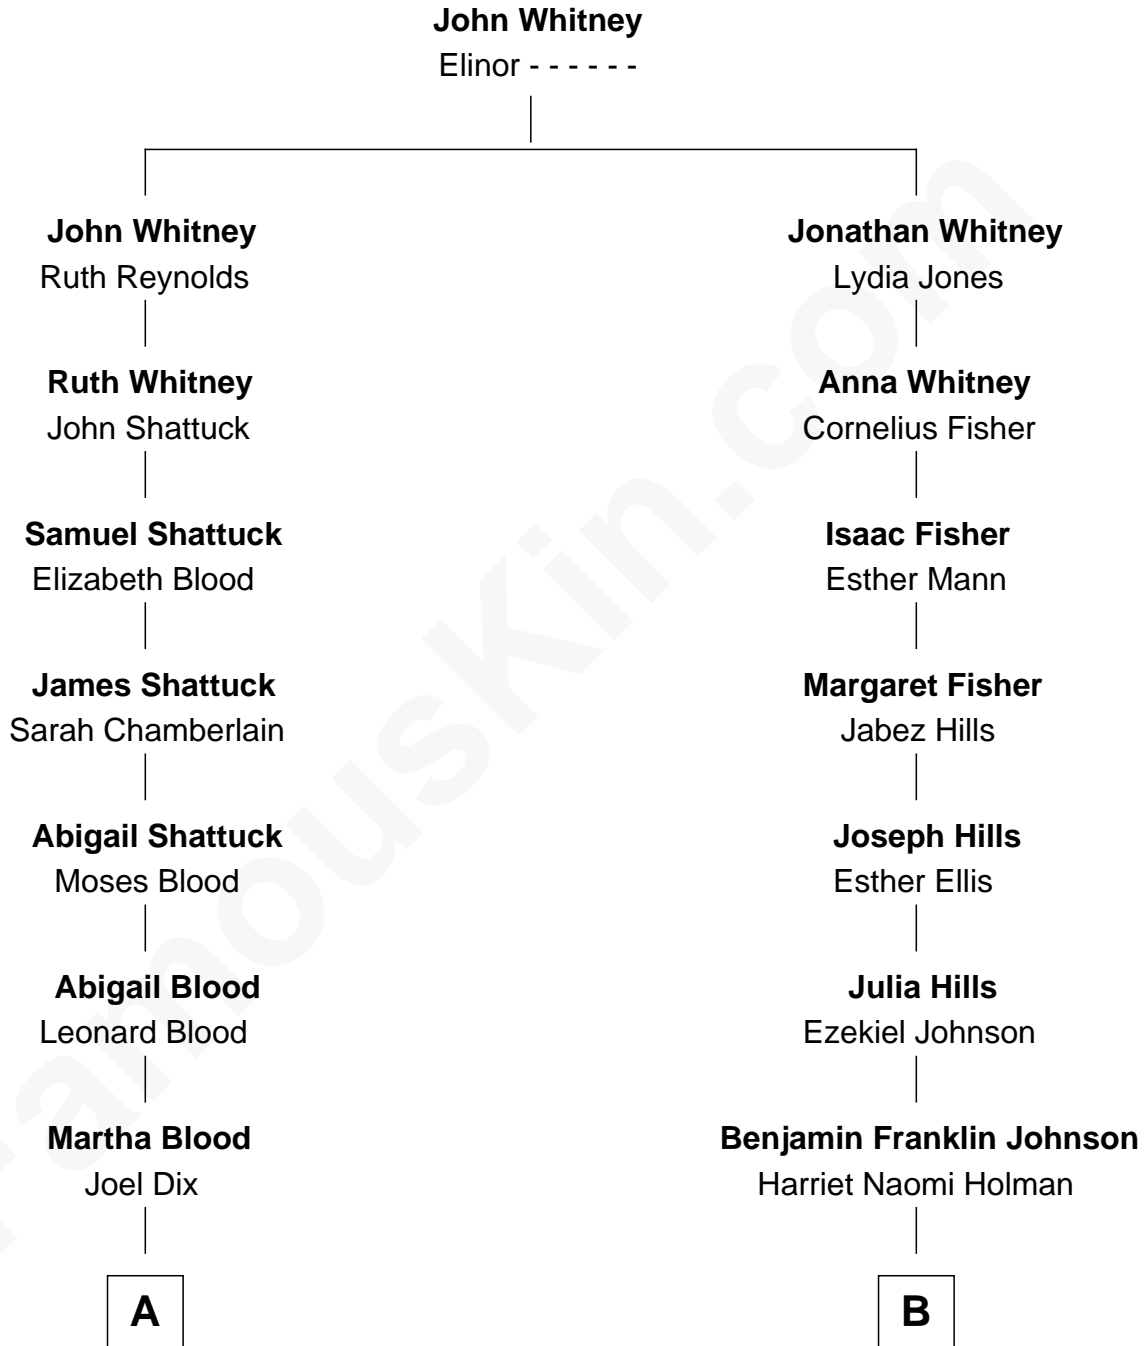 John Whitney
Elinor - - - - - -
John Whitney
Ruth Reynolds
Jonathan Whitney
Lydia Jones
Ruth Whitney
John Shattuck
Anna Whitney
Cornelius Fisher
Samuel Shattuck
Elizabeth Blood
Isaac Fisher
Esther Mann
James Shattuck
Sarah Chamberlain
Margaret Fisher
Jabez Hills
Abigail Shattuck
Moses Blood
Joseph Hills
Esther Ellis
Abigail Blood
Leonard Blood
Julia Hills
Ezekiel Johnson
Martha Blood
Joel Dix
Benjamin Franklin Johnson
Harriet Naomi Holman
A
B
FamousKin.com